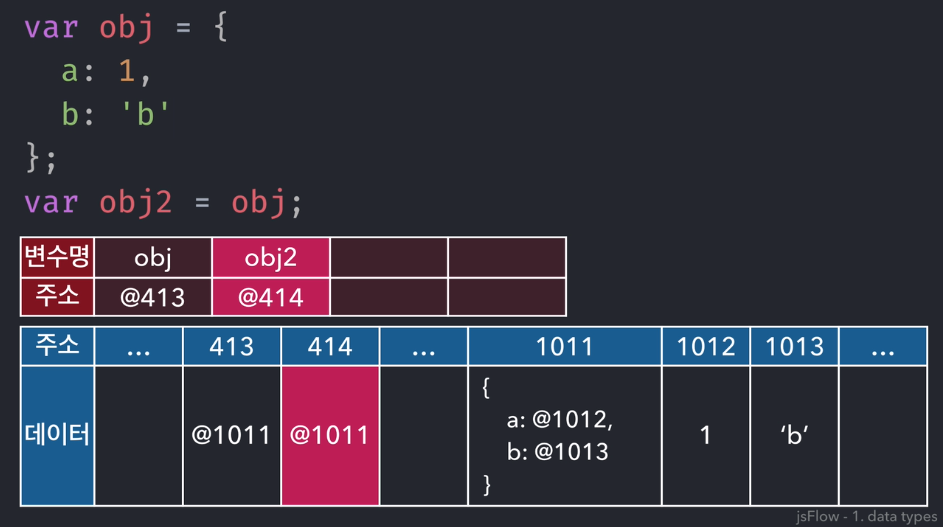 var obj = {
  a: 1,
  b: 'b'
};
var obj2 = obj;
변수명 obj obj2
주소 @413 @414
주소 ... 413 414 ... 1011 1012 1013 ...
{
a: @1012,
데이터 @1011 @1011 1 ‘b’
b: @1013
}
jsFlow - 1. data types